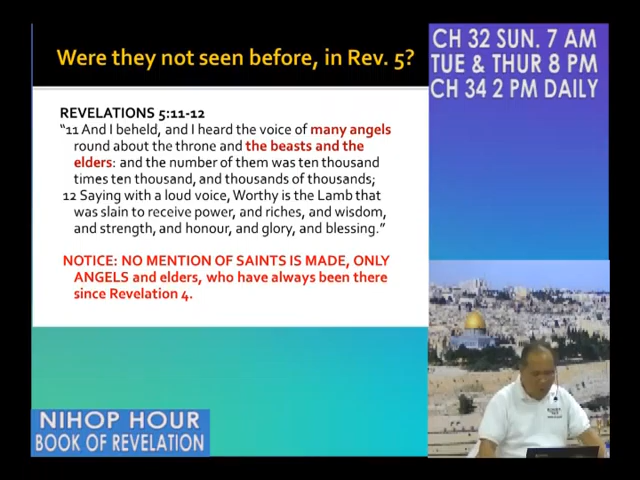 Were they not seen before, in Rev. 5?
CH 32 SUN. 7 AM
TUE & THUR 8 PM
CH 34 2 PM DAILY
REVELATIONS 5:11-12
“11 And I beheld, and I heard the voice of many angels
round about the throne and the beasts and the
elders: and the number of them was ten thousand
times ten thousand, and thousands of thousands;
12 Saying with a loud voice, Worthy is the Lamb that
was slain to receive power, and riches, and wisdom,
and strength, and honour, and glory, and blessing.”
NOTICE: NO MENTION OF SAINTS IS MADE, ONLY
ANGELS and elders, who have always been there
since Revelation 4.
NIHOP HOUR
BOOK OF REVELATION